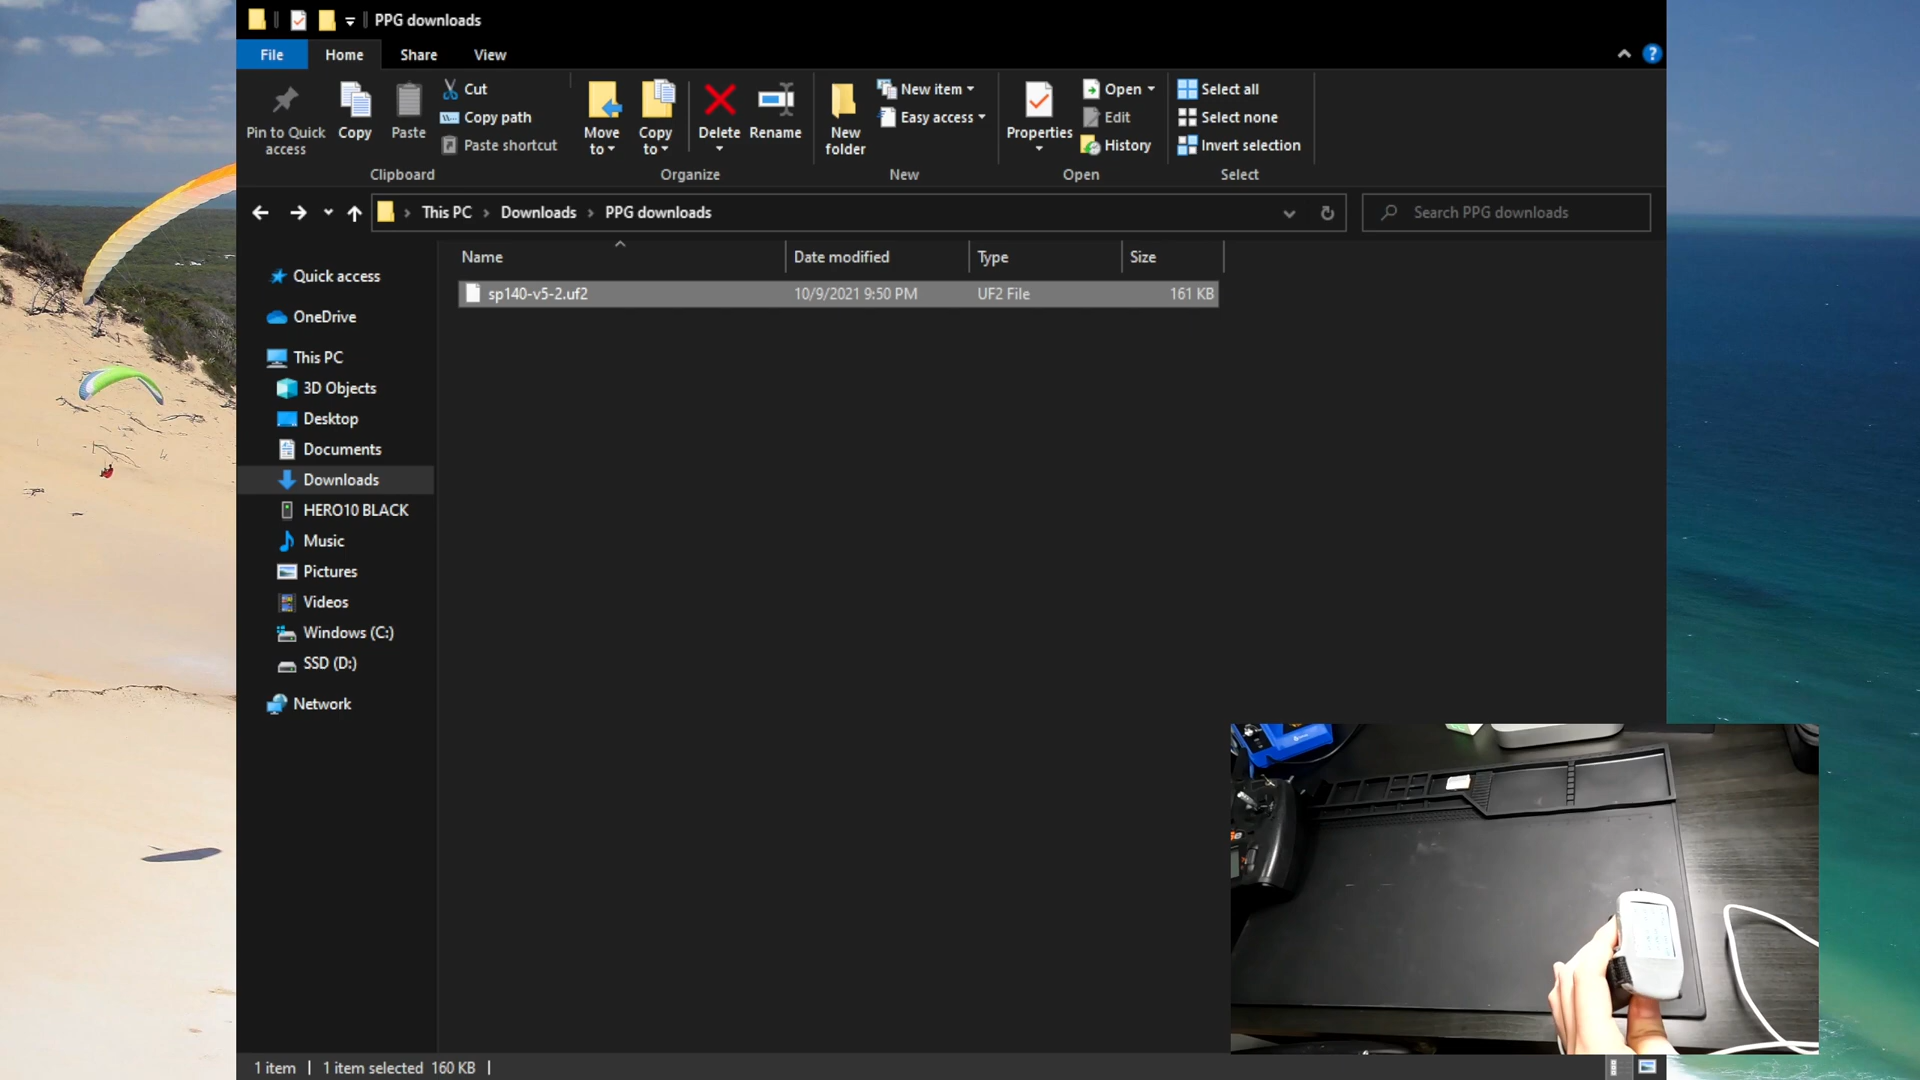 PPG downloads
File Home Share View
Pin to Quick access
Copy
Paste
Cut
Copy path
Paste shortcut
Clipboard
Move to
Copy to
Delete
Rename
Organize
New folder
New item
Easy access
New
Properties
Open
Edit
History
Open
Select all
Select none
Invert selection
Select
This PC > Downloads > PPG downloads
Search PPG downloads
Name Date modified Type Size
sp140-v5-2.uf2 10/9/2021 9:50 PM UF2 File 161 KB
Quick access
OneDrive
This PC
3D Objects
Desktop
Documents
Downloads
HERO10 BLACK
Music
Pictures
Videos
Windows (C:)
SSD (D:)
Network
1 item | 1 item selected 160 KB |